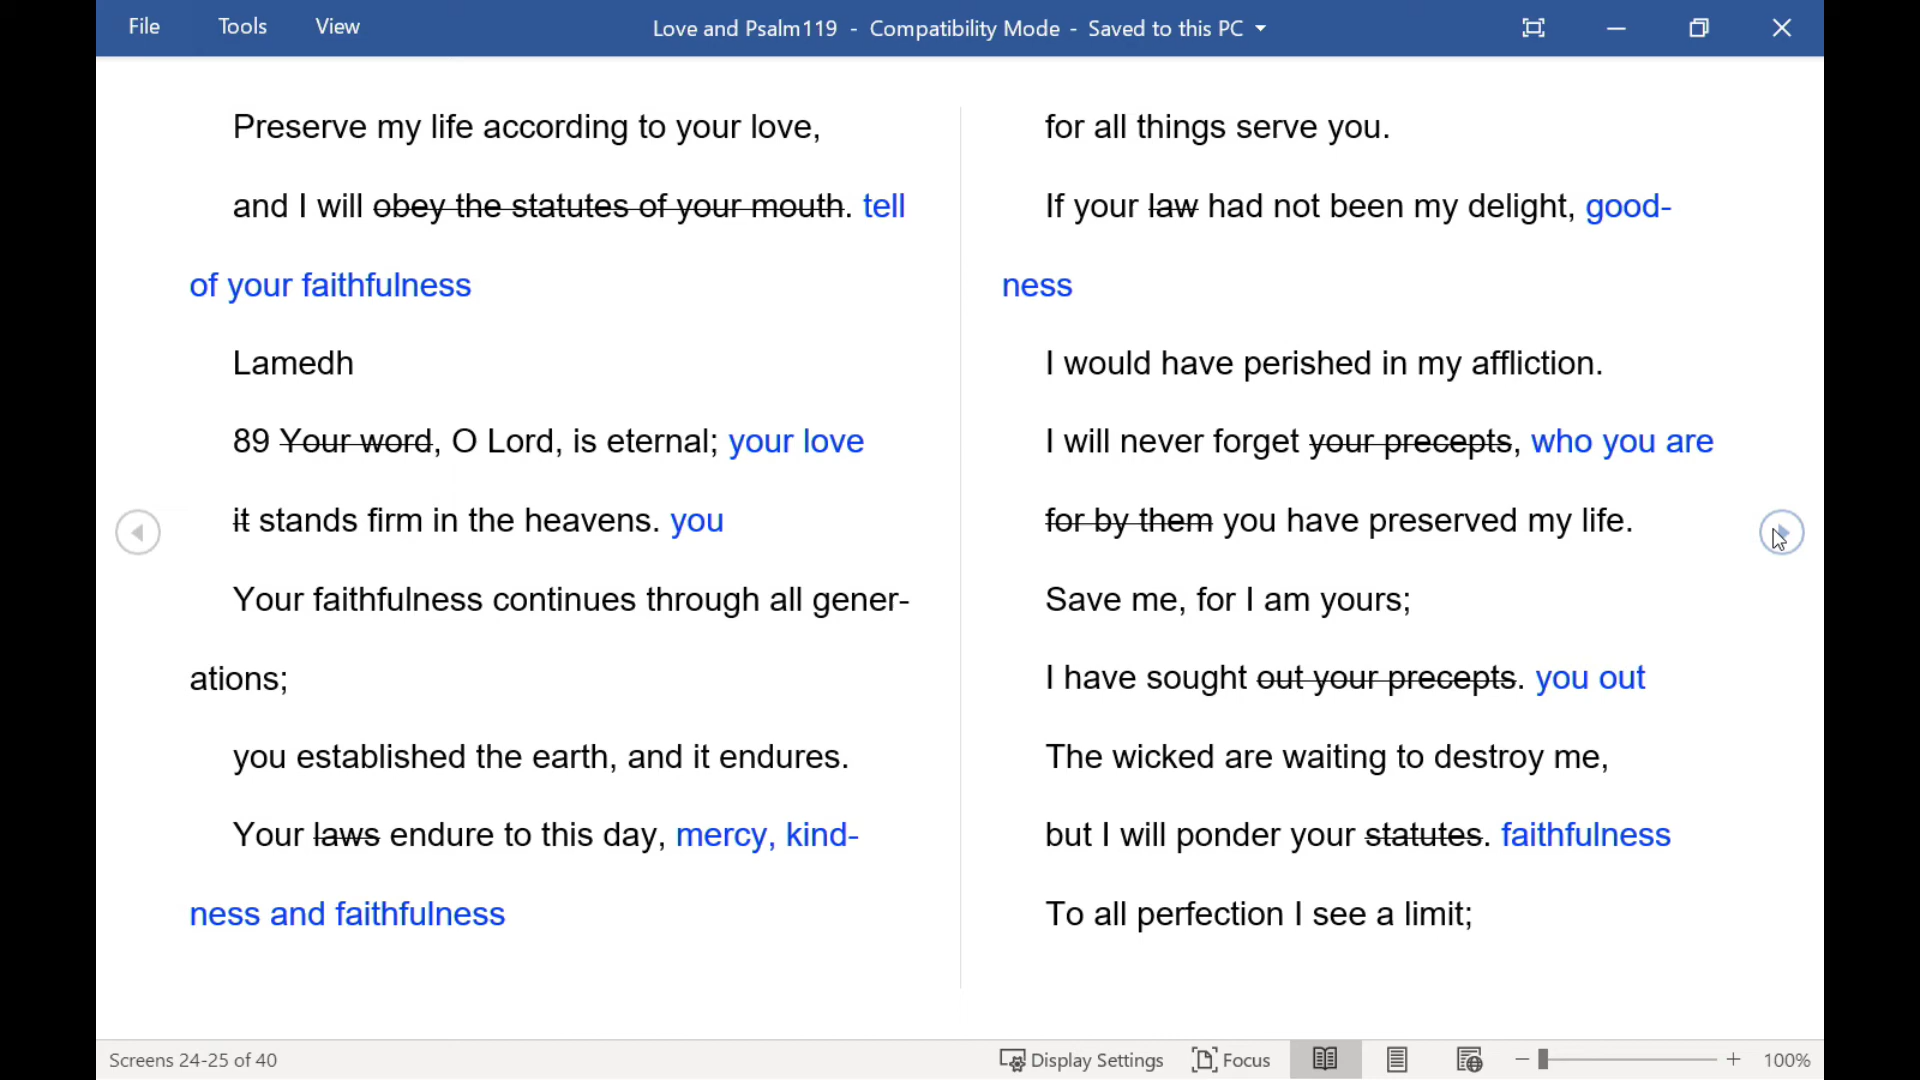 File Tools View Love and Psalm119 - Compatibility Mode - Saved to this PC
Preserve my life according to your love,
and I will obey the statutes of your mouth. tell
of your faithfulness
Lamedh
89 Your word, O Lord, is eternal; your love
it stands firm in the heavens. you
Your faithfulness continues through all gener-
ations;
you established the earth, and it endures.
Your laws endure to this day, mercy, kind-
ness and faithfulness
for all things serve you.
If your law had not been my delight, good-
ness
I would have perished in my affliction.
I will never forget your precepts, who you are
for by them you have preserved my life.
Save me, for I am yours;
I have sought out your precepts. you out
The wicked are waiting to destroy me,
but I will ponder your statutes. faithfulness
To all perfection I see a limit;
Screens 24-25 of 40 Display Settings Focus 100%